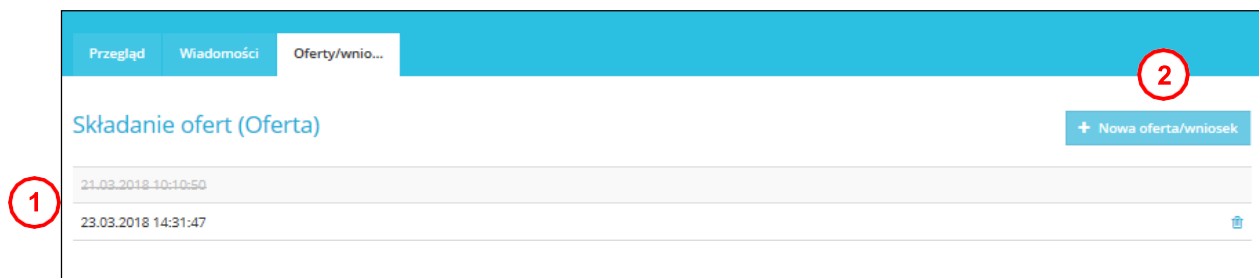 Przegląd Wiadomości Oferty/wnio...
2
Składanie ofert (Oferta)
+ Nowa oferta/wniosek
21.03.2018 10:10:50
1
23.03.2018 14:31:47